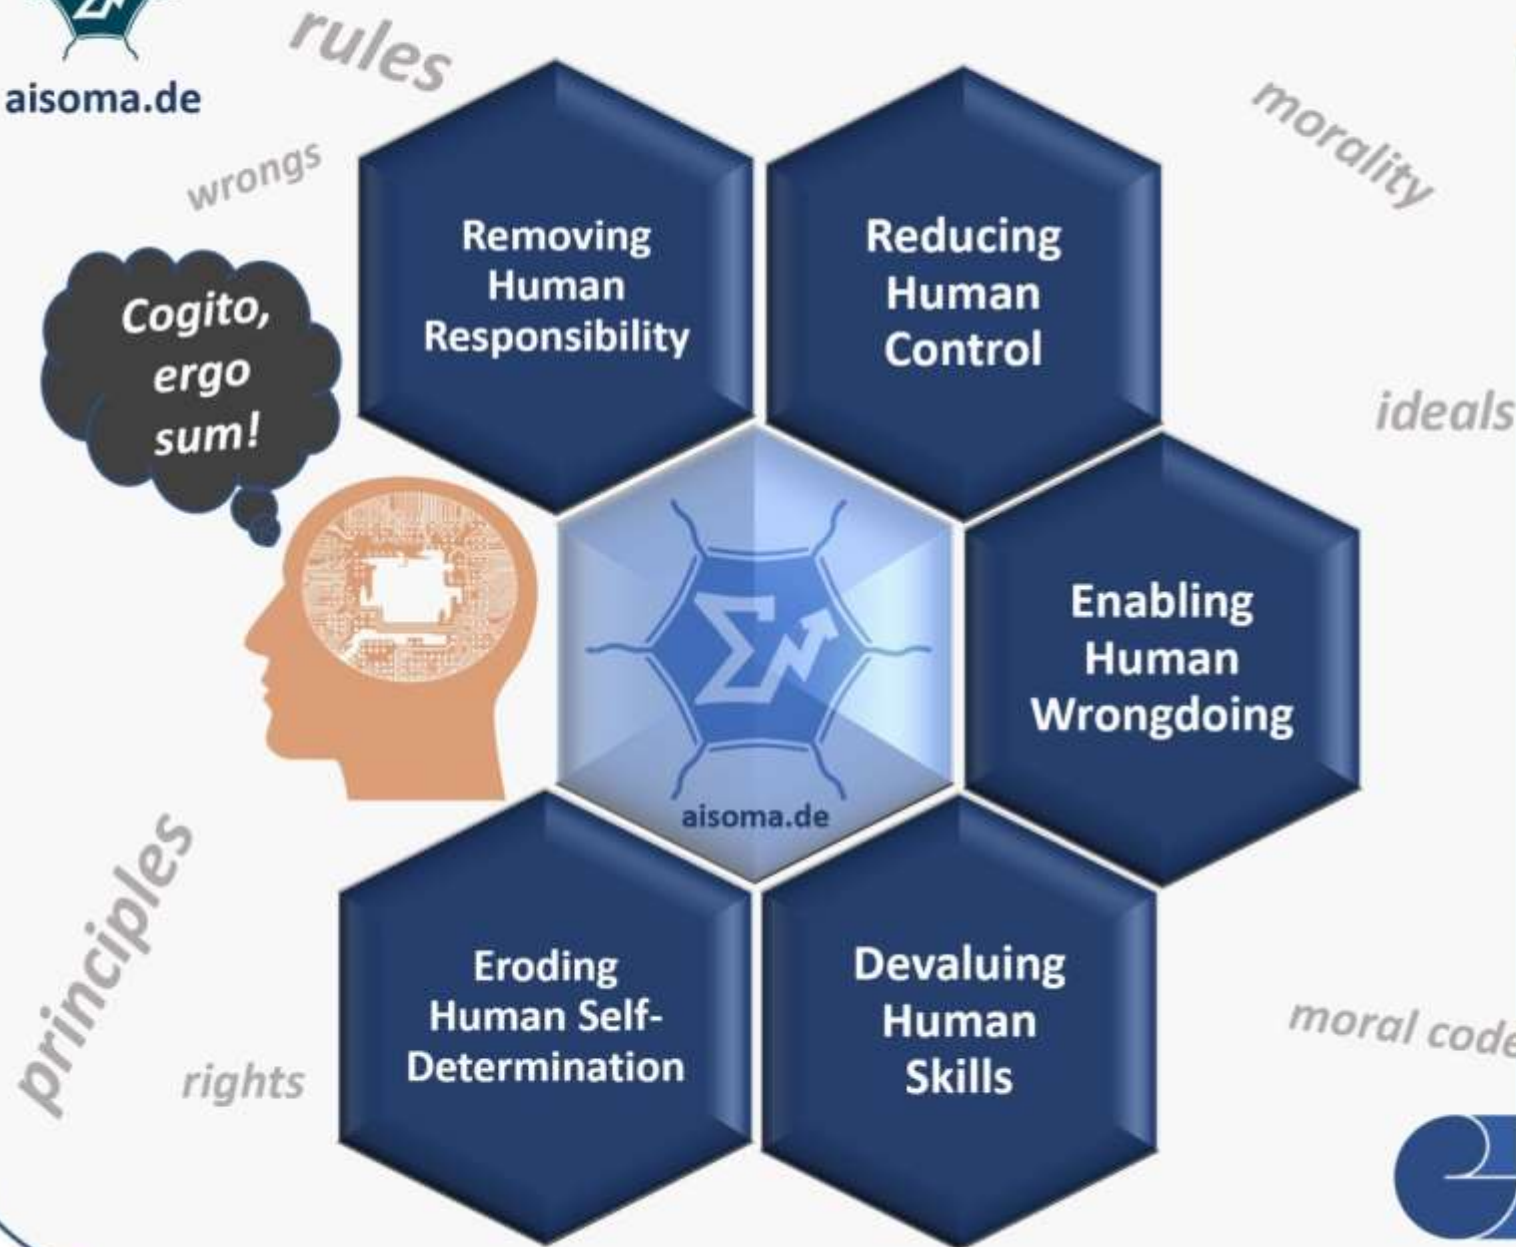 rules
aisoma.de
wrongs
morality
Removing
Human
Responsibility
Reducing
Human
Control
Cogito,
ergo
sum!
ideals
Enabling
Human
Wrongdoing
aisoma.de
principles
Eroding
Human Self-
Determination
Devaluing
Human
Skills
rights
moral code